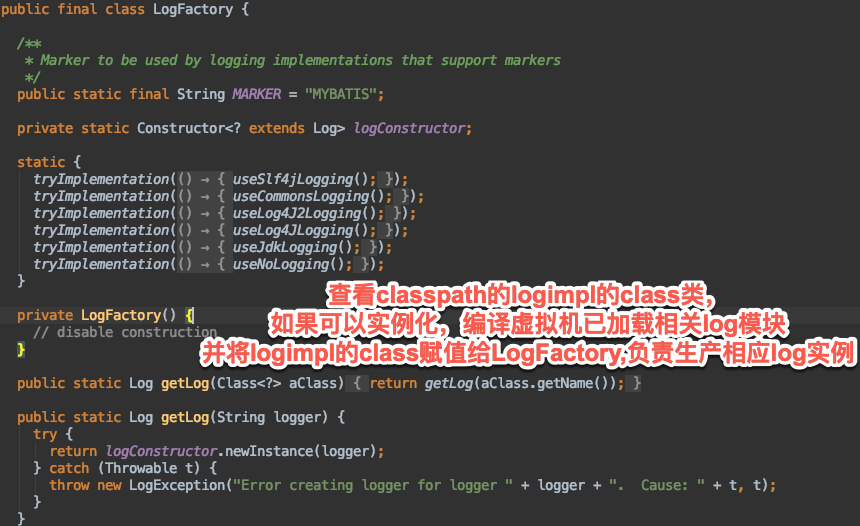 public final class LogFactory {
/**
* Marker to be used by logging implementations that support markers
*/
public static final String MARKER = "MYBATIS";
private static Constructor<? extends Log> logConstructor;
static {
tryImplementation(() → { useSlf4jLogging(); });
tryImplementation(() → { useCommonsLogging(); });
tryImplementation(() → { useLog4J2Logging(); });
tryImplementation(() → { useLog4JLogging(); });
tryImplementation(() → { useJdkLogging(); });
tryImplementation(() → { useNoLogging(); });
}
查看classpath的logimpl的class类,
private LogFactory() {
如果可以实例化，编译虚拟机已加载相关log模块
// disable construction
}
并将logimpl的class赋值给LogFactory,负责生产相应log实例
public static Log getLog(Class<?> aClass) { return getLog(aClass.getName()); }
public static Log getLog(String logger) {
try {
return logConstructor.newInstance(logger);
} catch (Throwable t) {
throw new LogException("Error creating logger for logger " + logger + ".  Cause: " + t, t);
}
}